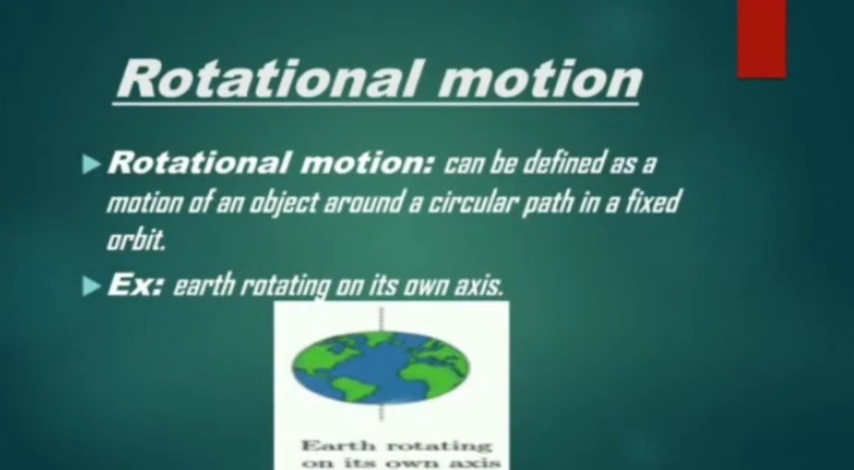 Rotational motion
Rotational motion: can be defined as a
motion of an object around a circular path in a fixed
orbit.
Ex: earth rotating on its own axis.
Earth rotating
on its own axis